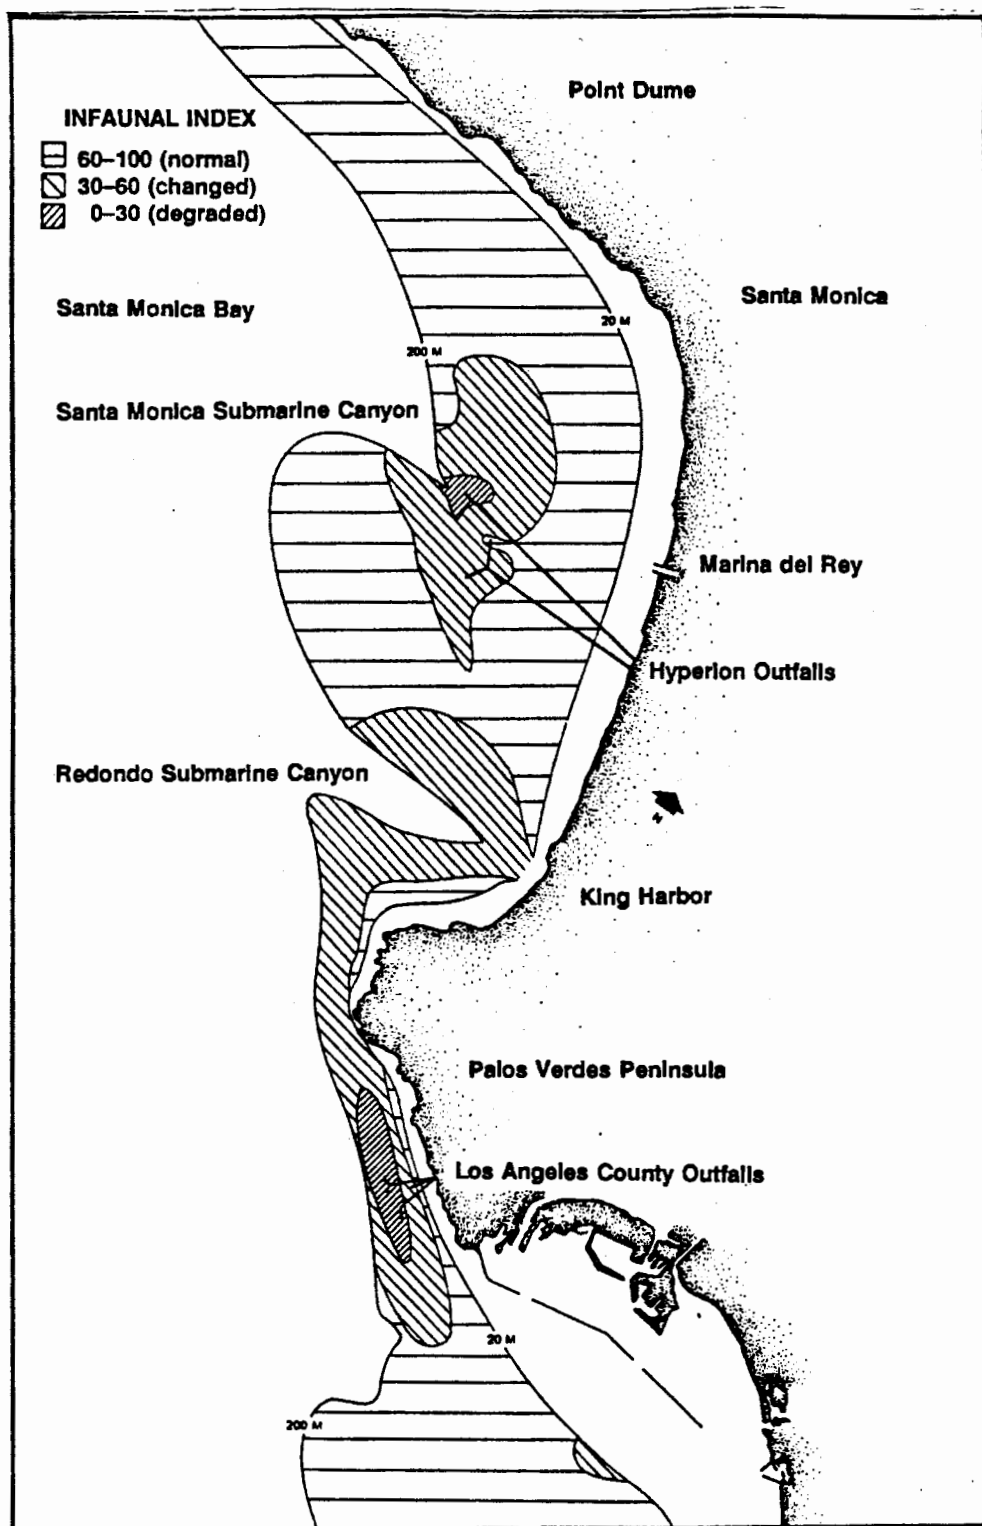 Point Dume
INFAUNAL INDEX
60–100 (normal)
30–60 (changed)
0–30 (degraded)
Santa Monica
Santa Monica Bay
20 M
200 M
Santa Monica Submarine Canyon
Marina del Rey
Hyperion Outfalls
Redondo Submarine Canyon
N
King Harbor
Palos Verdes Peninsula
Los Angeles County Outfalls
20 M
200 M